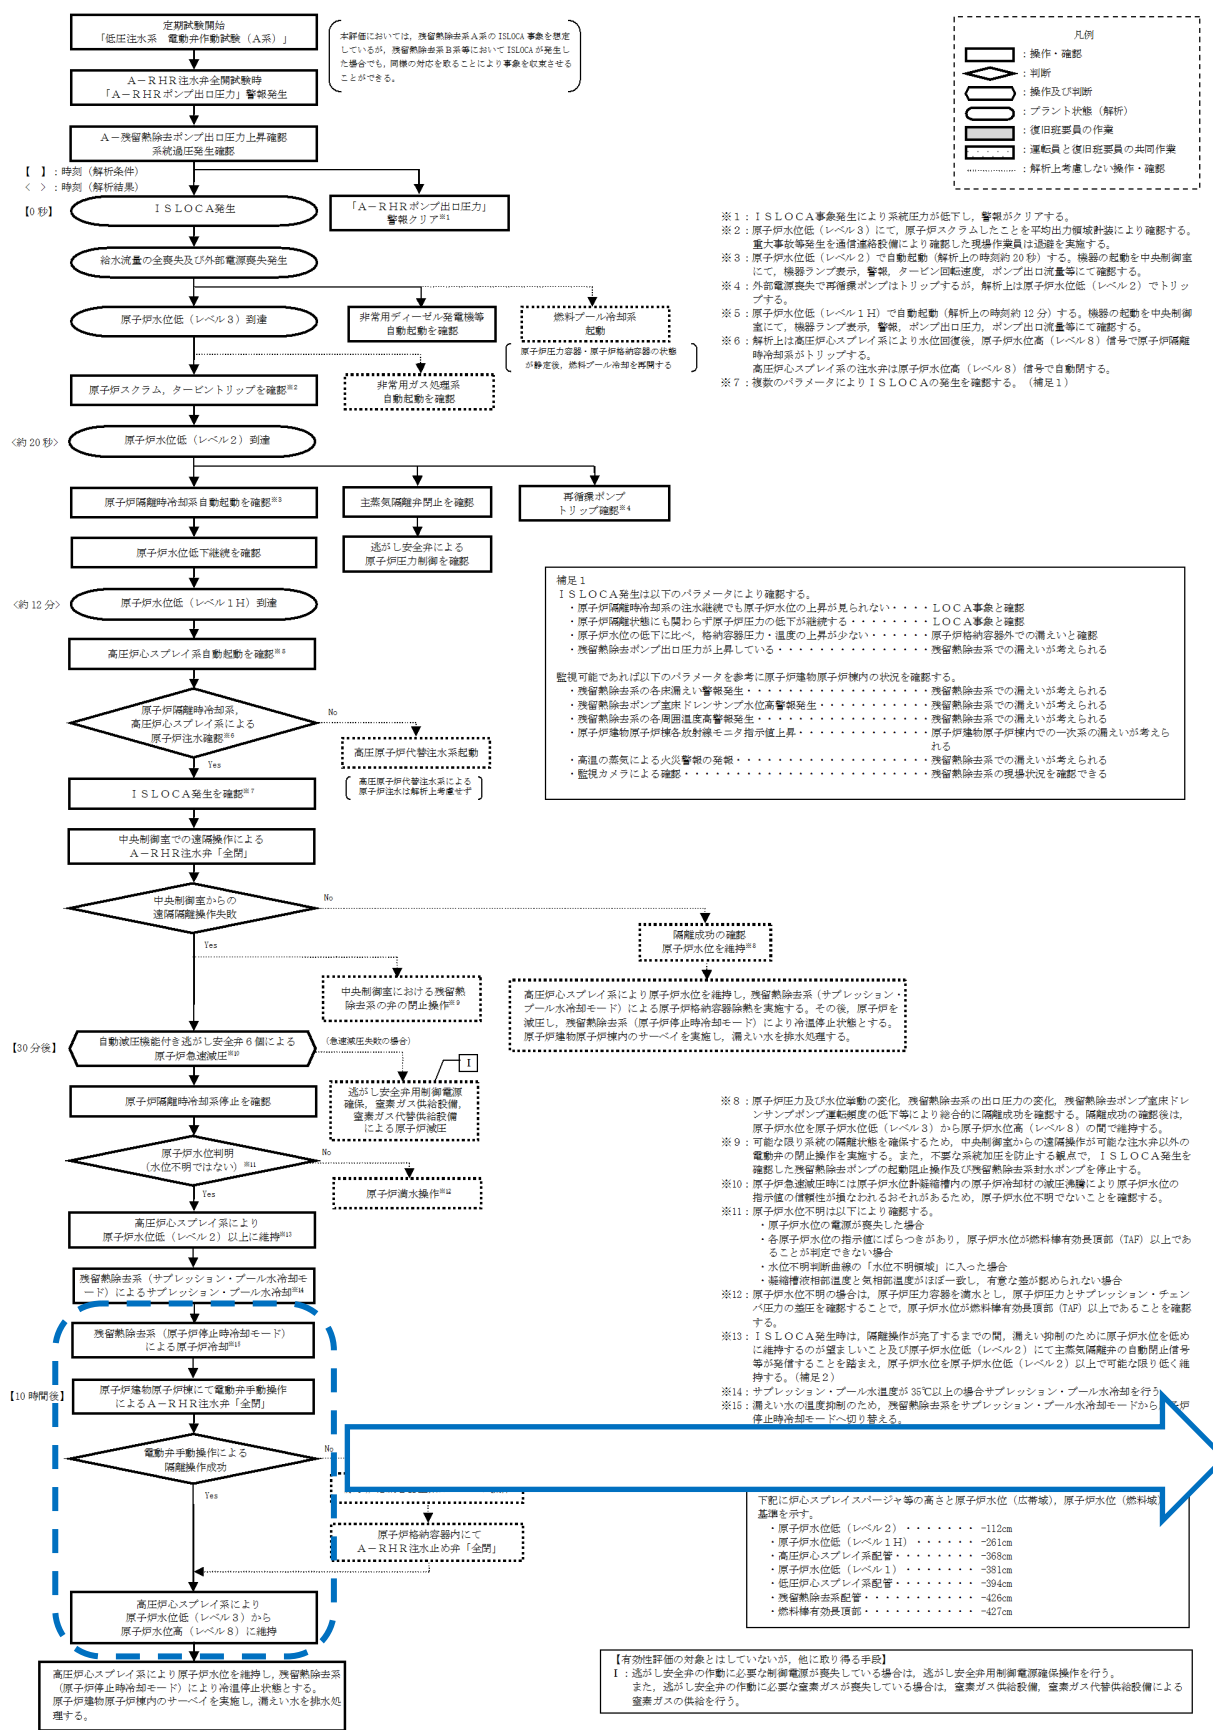 定期試験開始
「低圧注水系　電動弁作動試験（A系）」
本評価においては，残留熱除去系A系の ISLOCA 事象を想定
しているが，残留熱除去系B系等において ISLOCA が発生し
た場合でも，同様の対応を取ることにより事象を収束させる
ことができる。
凡例
：操作・確認
：判断
：操作及び判断
：プラント状態（解析）
：復旧班要員の作業
：運転員と復旧班要員の共同作業
：解析上考慮しない操作・確認
A－RHR注水弁全開試験時
「A－RHRポンプ出口圧力」警報発生
A－残留熱除去ポンプ出口圧力上昇確認
系統過圧発生確認
【　】：時刻（解析条件）
＜　＞：時刻（解析結果）
【0 秒】
ISLOCA発生
「A－RHRポンプ出口圧力」
警報クリア※1
給水流量の全喪失及び外部電源喪失発生
原子炉水位低（レベル3）到達
非常用ディーゼル発電機等
自動起動を確認
燃料プール冷却系
起動
原子炉圧力容器・原子炉格納容器の状態
が静定後，燃料プール冷却を再開する
原子炉スクラム，タービントリップを確認※2
非常用ガス処理系
自動起動を確認
＜約 20 秒＞
原子炉水位低（レベル2）到達
原子炉隔離時冷却系自動起動を確認※3
主蒸気隔離弁閉止を確認
再循環ポンプ
トリップ確認※4
原子炉水位低下継続を確認
逃がし安全弁による
原子炉圧力制御を確認
＜約 12 分＞
原子炉水位低（レベル1H）到達
高圧炉心スプレイ系自動起動を確認※5
原子炉隔離時冷却系，
高圧炉心スプレイ系による
原子炉注水確認※6
No
Yes
高圧原子炉代替注水系起動
高圧原子炉代替注水系による
原子炉注水は解析上考慮せず
ISLOCA発生を確認※7
中央制御室での遠隔操作による
A－RHR注水弁「全閉」
中央制御室からの
遠隔隔離操作失敗
No
Yes
隔離成功の確認
原子炉水位を維持※8
中央制御室における残留熱
除去系の弁の閉止操作※9
高圧炉心スプレイ系により原子炉水位を維持し，残留熱除去系（サプレッション・
プール水冷却モード）による原子炉格納容器除熱を実施する。その後，原子炉を
減圧し，残留熱除去系（原子炉停止時冷却モード）により冷温停止状態とする。
原子炉建物原子炉棟内のサーベイを実施し，漏えい水を排水処理する。
【30 分後】
自動減圧機能付き逃がし安全弁6個による
原子炉急速減圧※10
（急速減圧失敗の場合）
I
逃がし安全弁用制御電源
確保，窒素ガス供給設備，
窒素ガス代替供給設備
による原子炉減圧
原子炉隔離時冷却系停止を確認
原子炉水位判明
（水位不明ではない）※11
No
Yes
原子炉満水操作※12
高圧炉心スプレイ系により
原子炉水位低（レベル2）以上に維持※13
残留熱除去系（サプレッション・プール水冷却モ
ード）によるサプレッション・プール水冷却※14
残留熱除去系（原子炉停止時冷却モード）
による原子炉冷却※15
【10 時間後】
原子炉建物原子炉棟にて電動弁手動操作
によるA－RHR注水弁「全閉」
電動弁手動操作による
隔離操作成功
No
Yes
原子炉格納容器内にて
A－RHR注水止め弁「全閉」
高圧炉心スプレイ系により
原子炉水位低（レベル3）から
原子炉水位高（レベル8）に維持
高圧炉心スプレイ系により原子炉水位を維持し，残留熱除去系
（原子炉停止時冷却モード）により冷温停止状態とする。
原子炉建物原子炉棟内のサーベイを実施し，漏えい水を排水処
理する。
※1：ISLOCA事象発生により系統圧力が低下し，警報がクリアする。
※2：原子炉水位低（レベル3）にて，原子炉スクラムしたことを平均出力領域計装により確認する。
重大事故等発生を通信連絡設備により確認した現場作業員は退避を実施する。
※3：原子炉水位低（レベル2）で自動起動（解析上の時刻約 20 秒）する。機器の起動を中央制御室
にて，機器ランプ表示，警報，タービン回転速度，ポンプ出口流量等にて確認する。
※4：外部電源喪失で再循環ポンプはトリップするが，解析上は原子炉水位低（レベル2）でトリッ
プする。
※5：原子炉水位低（レベル1H）で自動起動（解析上の時刻約 12 分）する。機器の起動を中央制御
室にて，機器ランプ表示，警報，ポンプ出口圧力，ポンプ出口流量等にて確認する。
※6：解析上は高圧炉心スプレイ系により水位回復後，原子炉水位高（レベル8）信号で原子炉隔離
時冷却系がトリップする。
高圧炉心スプレイ系の注水弁は原子炉水位高（レベル8）信号で自動閉する。
※7：複数のパラメータによりISLOCAの発生を確認する。（補足1）
補足1
ISLOCA発生は以下のパラメータにより確認する。
・原子炉隔離時冷却系の注水継続でも原子炉水位の上昇が見られない・・・・LOCA事象と確認
・原子炉隔離状態にも関わらず原子炉圧力の低下が継続する・・・・・・・・LOCA事象と確認
・原子炉水位の低下に比べ，格納容器圧力・温度の上昇が少ない・・・・・・原子炉格納容器外での漏えいと確認
・残留熱除去ポンプ出口圧力が上昇している・・・・・・・・・・・・・・・残留熱除去系での漏えいが考えられる
監視可能であれば以下のパラメータを参考に原子炉建物原子炉棟内の状況を確認する。
・残留熱除去系の各床漏えい警報発生・・・・・・・・・・・・・・・・・・残留熱除去系での漏えいが考えられる
・残留熱除去ポンプ室床ドレンサンプ水位高警報発生・・・・・・・・・・・残留熱除去系での漏えいが考えられる
・残留熱除去系の各周囲温度高警報発生・・・・・・・・・・・・・・・・・残留熱除去系での漏えいが考えられる
・原子炉建物原子炉棟各放射線モニタ指示値上昇・・・・・・・・・・・・・原子炉建物原子炉棟内での一次系の漏えいが考えら
れる
・高温の蒸気による火災警報の発報・・・・・・・・・・・・・・・・・・・残留熱除去系での漏えいが考えられる
・監視カメラによる確認・・・・・・・・・・・・・・・・・・・・・・・・残留熱除去系の現場状況を確認できる
※8：原子炉圧力及び水位挙動の変化，残留熱除去系の出口圧力の変化，残留熱除去ポンプ室床ドレ
ンサンプポンプ運転頻度の低下等により総合的に隔離成功を確認する。隔離成功の確認後は，
原子炉水位を原子炉水位低（レベル3）から原子炉水位高（レベル8）の間で維持する。
※9：可能な限り系統の隔離状態を確保するため，中央制御室からの遠隔操作が可能な注水弁以外の
電動弁の閉止操作を実施する。また，不要な系統加圧を防止する観点で，ISLOCA発生を
確認した残留熱除去ポンプの起動阻止操作及び残留熱除去系封水ポンプを停止する。
※10：原子炉急速減圧時には原子炉水位計凝縮槽内の原子炉冷却材の減圧沸騰により原子炉水位の
指示値の信頼性が損なわれるおそれがあるため，原子炉水位不明でないことを確認する。
※11：原子炉水位不明は以下により確認する。
・原子炉水位の電源が喪失した場合
・各原子炉水位の指示値にばらつきがあり，原子炉水位が燃料棒有効長頂部（TAF）以上であ
ることが判定できない場合
・水位不明判断曲線の「水位不明領域」に入った場合
・凝縮槽液相部温度と気相部温度がほぼ一致し，有意な差が認められない場合
※12：原子炉水位不明の場合は，原子炉圧力容器を満水とし，原子炉圧力とサプレッション・チェン
バ圧力の差圧を確認することで，原子炉水位が燃料棒有効長頂部（TAF）以上であることを確認
する。
※13：ISLOCA発生時は，隔離操作が完了するまでの間，漏えい抑制のために原子炉水位を低め
に維持するのが望ましいこと及び原子炉水位低（レベル2）にて主蒸気隔離弁の自動閉止信号
等が発信することを踏まえ，原子炉水位を原子炉水位低（レベル2）以上で可能な限り低く維
持する。（補足2）
※14：サプレッション・プール水温度が 35℃以上の場合サプレッション・プール水冷却を行う
※15：漏えい水の温度抑制のため，残留熱除去系をサプレッション・プール水冷却モードから 子炉
停止時冷却モードへ切り替える。
下記に炉心スプレイスパージャ等の高さと原子炉水位（広帯域），原子炉水位（燃料域）
基準を示す。
・原子炉水位低（レベル2）・・・・・・・ -112cm
・原子炉水位低（レベル1H）・・・・・・ -261cm
・高圧炉心スプレイ系配管・・・・・・・・ -368cm
・原子炉水位低（レベル1）・・・・・・・ -381cm
・低圧炉心スプレイ系配管・・・・・・・・ -394cm
・残留熱除去系配管・・・・・・・・・・・ -426cm
・燃料棒有効長頂部・・・・・・・・・・・ -427cm
【有効性評価の対象とはしていないが，他に取り得る手段】
I：逃がし安全弁の作動に必要な制御電源が喪失している場合は，逃がし安全弁用制御電源確保操作を行う。
また，逃がし安全弁の作動に必要な窒素ガスが喪失している場合は，窒素ガス供給設備，窒素ガス代替供給設備による
窒素ガスの供給を行う。